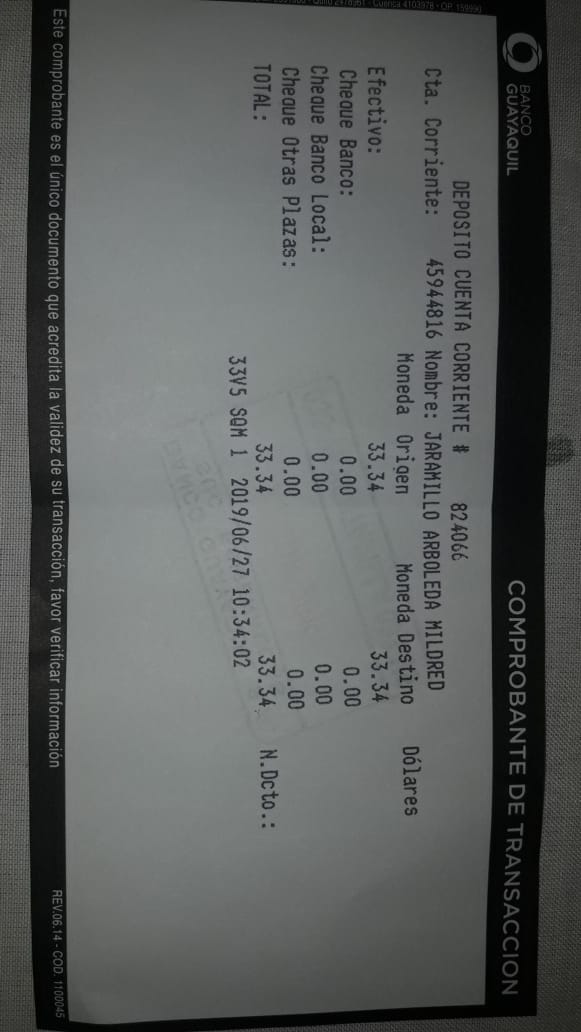 Cuenca 4103978 - OP. 159996
BANCO
GUAYAQUIL
COMPROBANTE DE TRANSACCION
DEPOSITO CUENTA CORRIENTE # 824066
Cta. Corriente: 45944816 Nombre: JARAMILLO ARBOLEDA MILDRED
Moneda Origen Moneda Destino Dólares
Efectivo: 33.34 33.34
Cheque Banco: 0.00 0.00
Cheque Banco Local: 0.00 0.00
Cheque Otras Plazas: 0.00 0.00
TOTAL: 33.34 33.34 N.Dcto.:
33V5 SQM 1 2019/06/27 10:34:02
Este comprobante es el único documento que acredita la validez de su transacción, favor verificar información
REV.06.14 - COD. 1100045